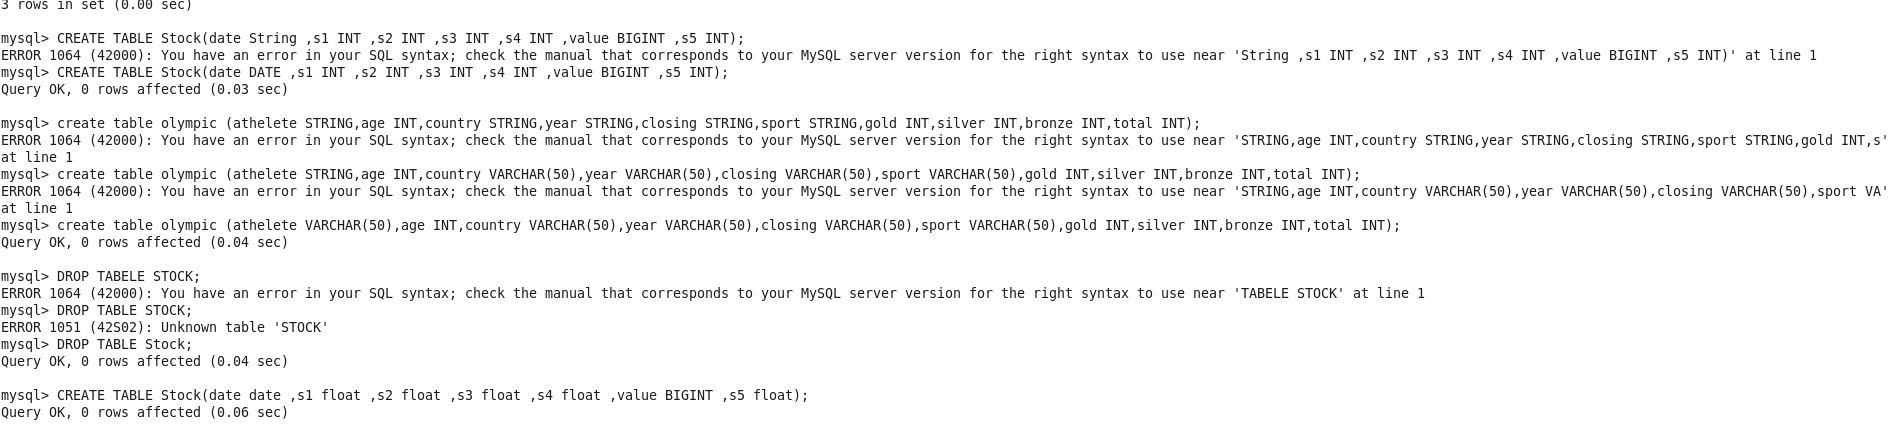 3 rows in set (0.00 sec)
mysql> CREATE TABLE Stock(date String ,s1 INT ,s2 INT ,s3 INT ,s4 INT ,value BIGINT ,s5 INT);
ERROR 1064 (42000): You have an error in your SQL syntax; check the manual that corresponds to your MySQL server version for the right syntax to use near 'String ,s1 INT ,s2 INT ,s3 INT ,s4 INT ,value BIGINT ,s5 INT)' at line 1
mysql> CREATE TABLE Stock(date DATE ,s1 INT ,s2 INT ,s3 INT ,s4 INT ,value BIGINT ,s5 INT);
Query OK, 0 rows affected (0.03 sec)
mysql> create table olympic (athelete STRING,age INT,country STRING,year STRING,closing STRING,sport STRING,gold INT,silver INT,bronze INT,total INT);
ERROR 1064 (42000): You have an error in your SQL syntax; check the manual that corresponds to your MySQL server version for the right syntax to use near 'STRING,age INT,country STRING,year STRING,closing STRING,sport STRING,gold INT,s'
at line 1
mysql> create table olympic (athelete STRING,age INT,country VARCHAR(50),year VARCHAR(50),closing VARCHAR(50),sport VARCHAR(50),gold INT,silver INT,bronze INT,total INT);
ERROR 1064 (42000): You have an error in your SQL syntax; check the manual that corresponds to your MySQL server version for the right syntax to use near 'STRING,age INT,country VARCHAR(50),year VARCHAR(50),closing VARCHAR(50),sport VA'
at line 1
mysql> create table olympic (athelete VARCHAR(50),age INT,country VARCHAR(50),year VARCHAR(50),closing VARCHAR(50),sport VARCHAR(50),gold INT,silver INT,bronze INT,total INT);
Query OK, 0 rows affected (0.04 sec)
mysql> DROP TABELE STOCK;
ERROR 1064 (42000): You have an error in your SQL syntax; check the manual that corresponds to your MySQL server version for the right syntax to use near 'TABELE STOCK' at line 1
mysql> DROP TABLE STOCK;
ERROR 1051 (42S02): Unknown table 'STOCK'
mysql> DROP TABLE Stock;
Query OK, 0 rows affected (0.04 sec)
mysql> CREATE TABLE Stock(date date ,s1 float ,s2 float ,s3 float ,s4 float ,value BIGINT ,s5 float);
Query OK, 0 rows affected (0.06 sec)